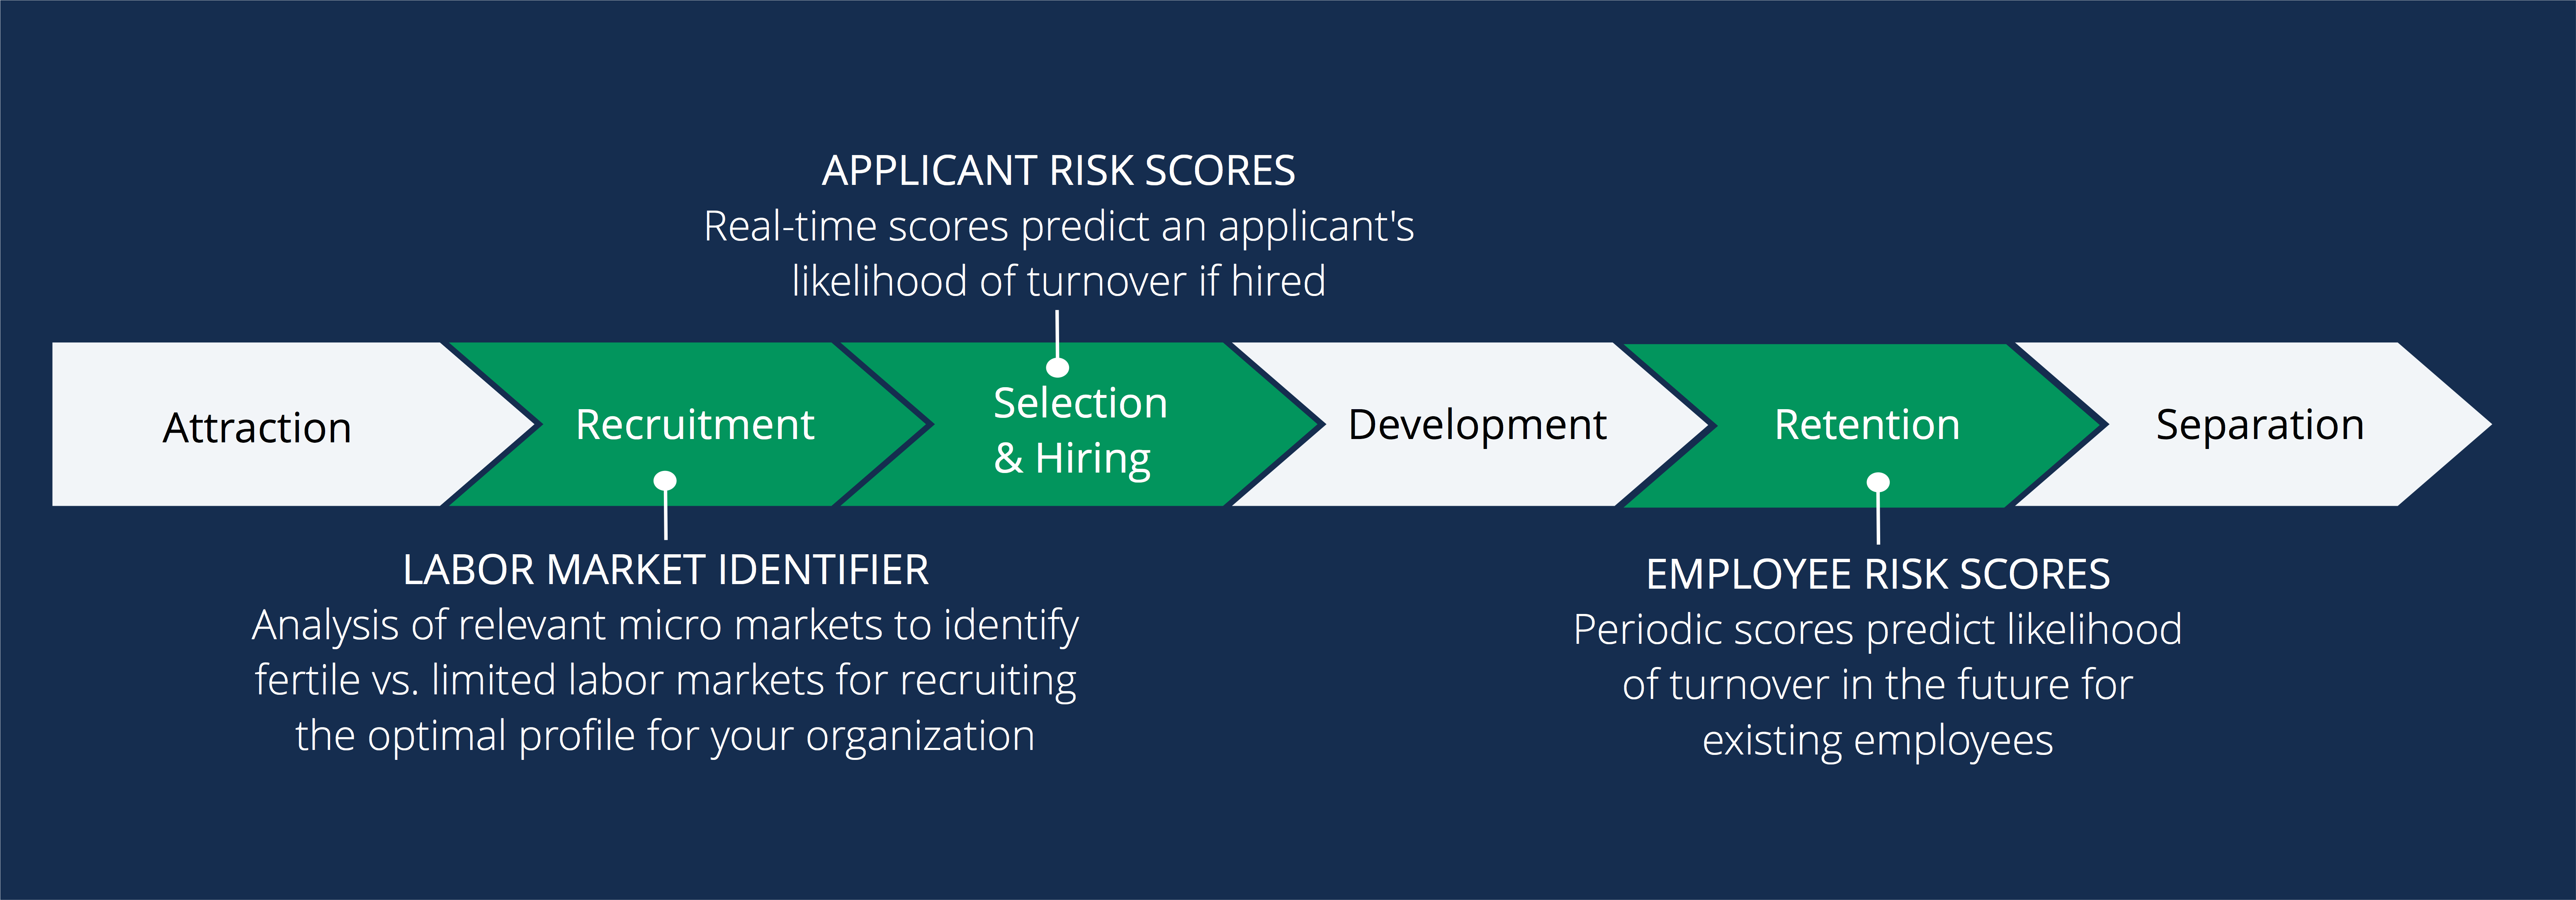 APPLICANT RISK SCORES
Real-time scores predict an applicant's
likelihood of turnover if hired
Attraction
Recruitment
Selection
& Hiring
Development
Retention
Separation
LABOR MARKET IDENTIFIER
Analysis of relevant micro markets to identify
fertile vs. limited labor markets for recruiting
the optimal profile for your organization
EMPLOYEE RISK SCORES
Periodic scores predict likelihood
of turnover in the future for
existing employees